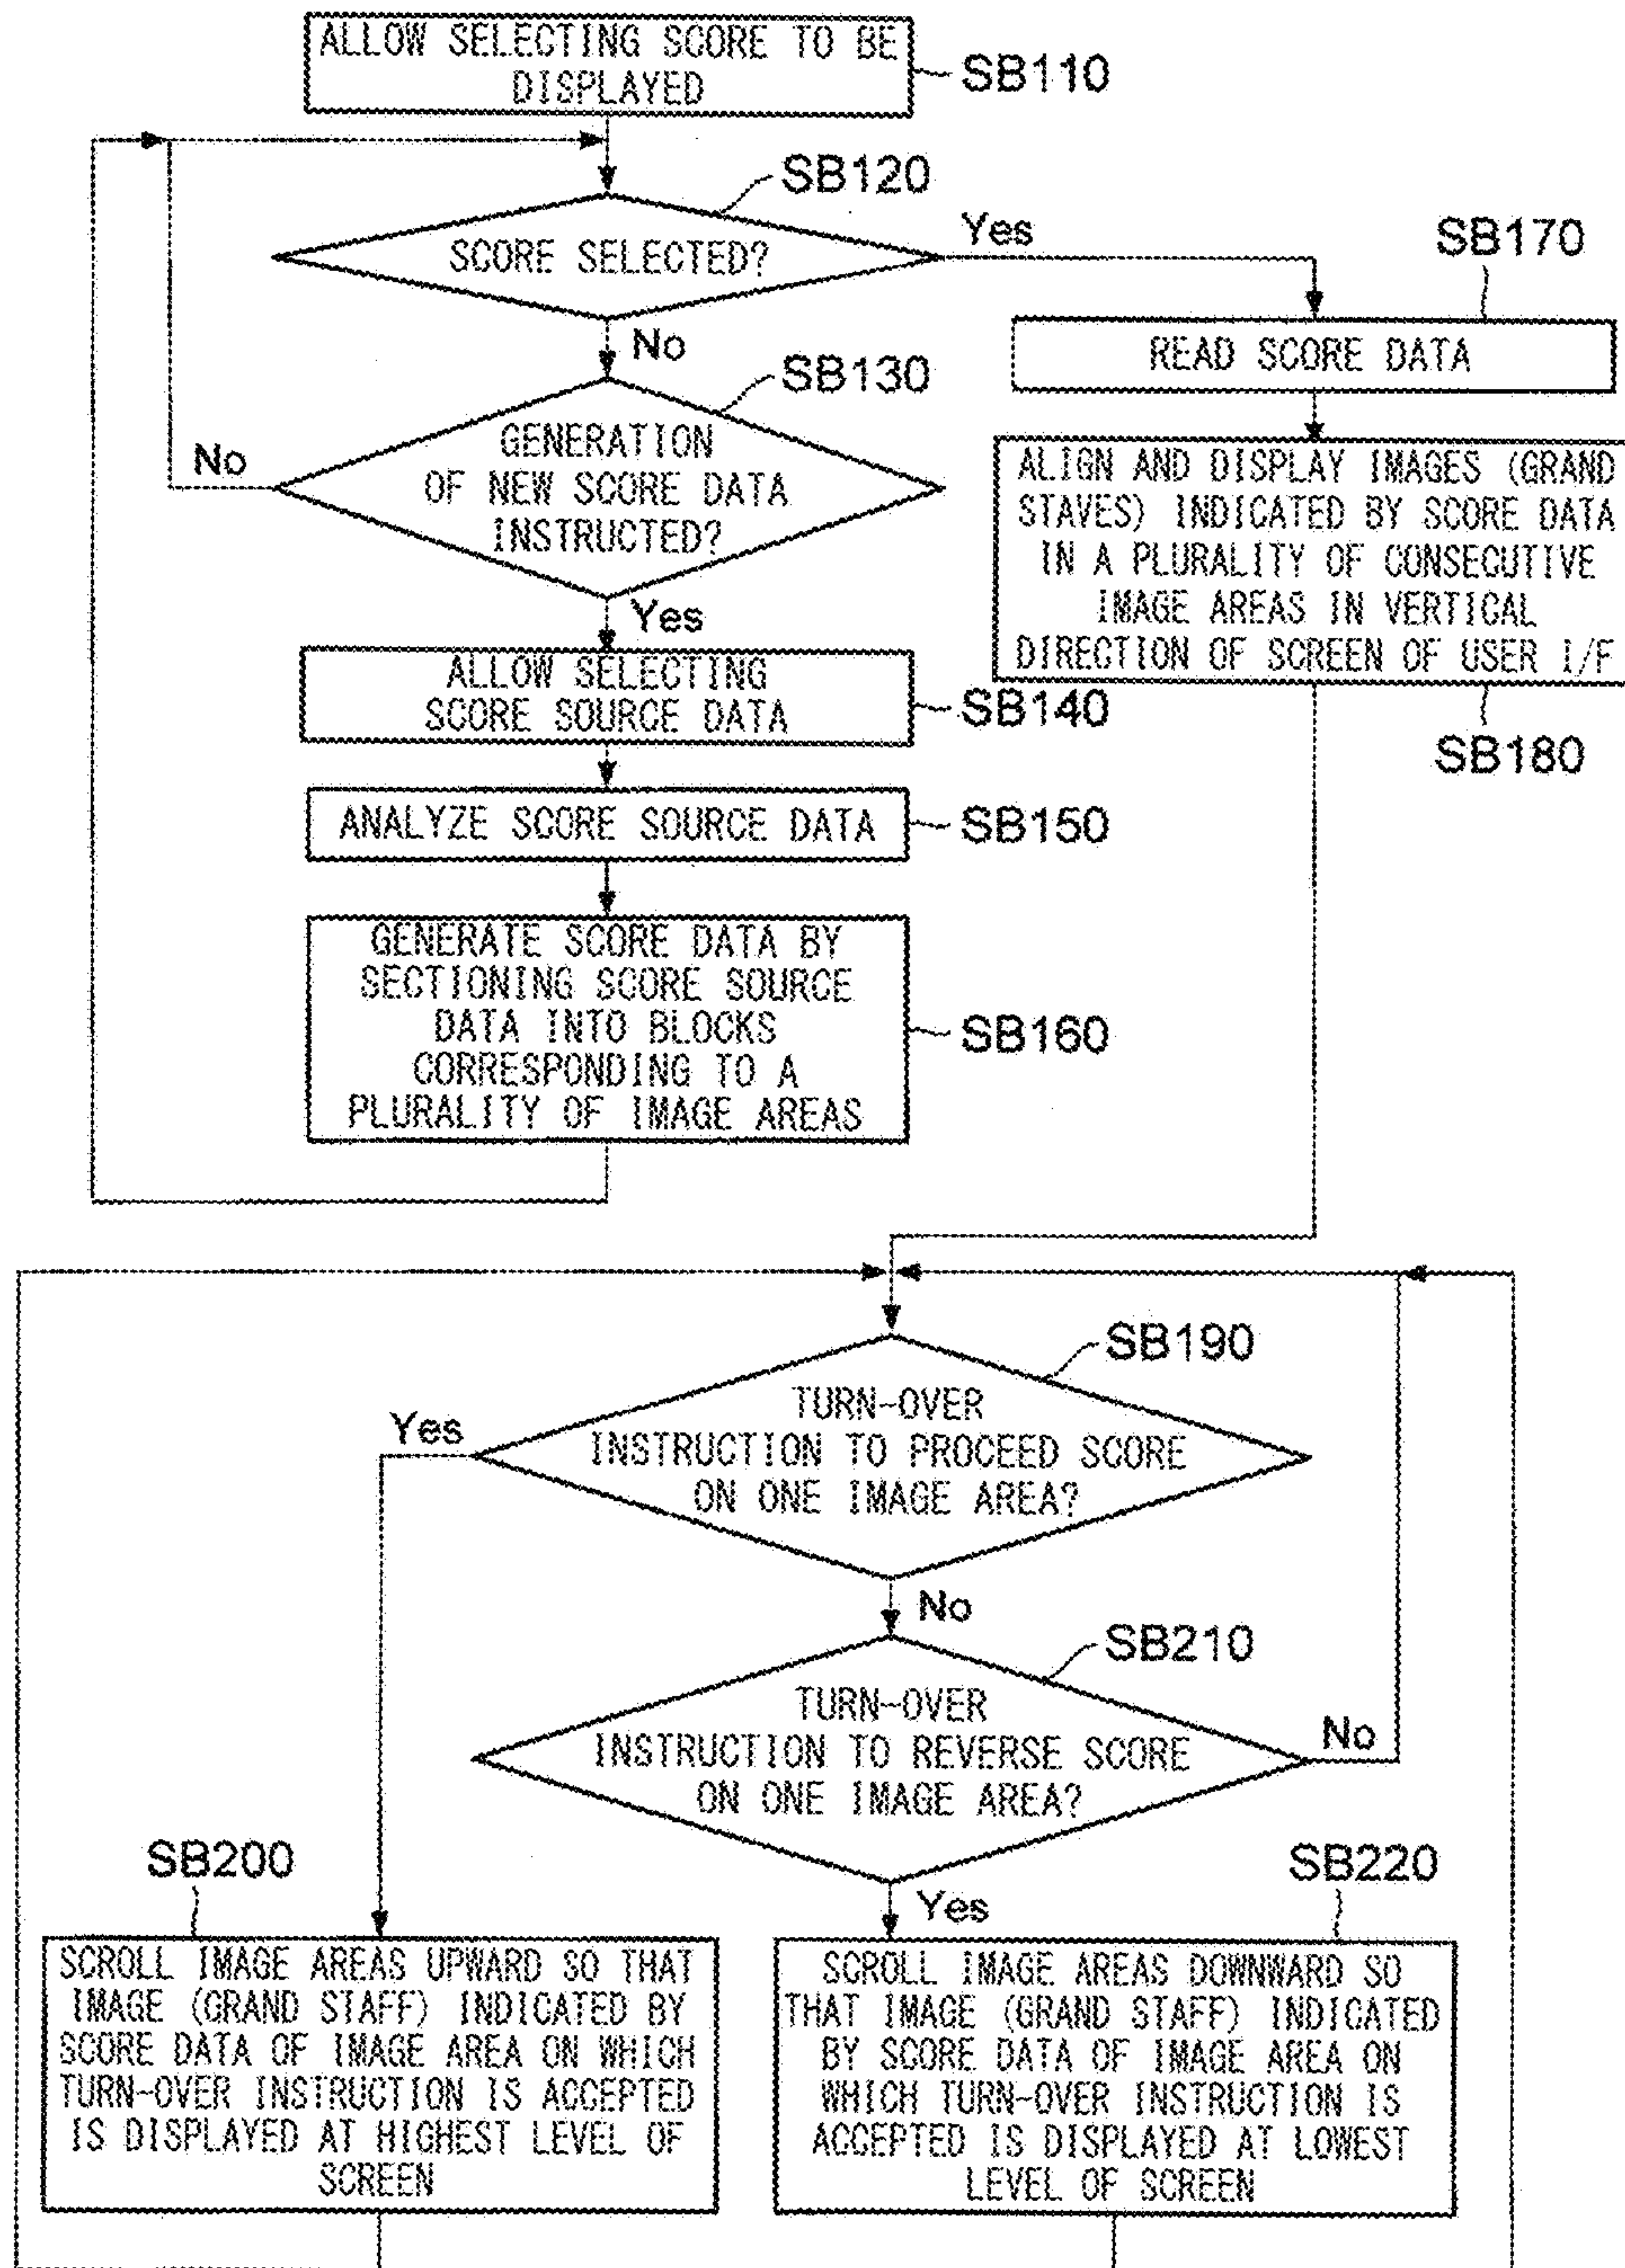 ALLOW SELECTING SCORE TO BE
DISPLAYED
SB110
SB120
SCORE SELECTED?
Yes
No
SB170
READ SCORE DATA
SB130
GENERATION
OF NEW SCORE DATA
INSTRUCTED?
No
Yes
ALIGN AND DISPLAY IMAGES (GRAND
STAVES) INDICATED BY SCORE DATA
IN A PLURALITY OF CONSECUTIVE
IMAGE AREAS IN VERTICAL
DIRECTION OF SCREEN OF USER I/F
SB180
ALLOW SELECTING
SCORE SOURCE DATA
SB140
ANALYZE SCORE SOURCE DATA
SB150
GENERATE SCORE DATA BY
SECTIONING SCORE SOURCE
DATA INTO BLOCKS
CORRESPONDING TO A
PLURALITY OF IMAGE AREAS
SB160
SB190
TURN-OVER
INSTRUCTION TO PROCEED SCORE
ON ONE IMAGE AREA?
Yes
No
SB210
TURN-OVER
INSTRUCTION TO REVERSE SCORE
ON ONE IMAGE AREA?
No
Yes
SB200
SCROLL IMAGE AREAS UPWARD SO THAT
IMAGE (GRAND STAFF) INDICATED BY
SCORE DATA OF IMAGE AREA ON WHICH
TURN-OVER INSTRUCTION IS ACCEPTED
IS DISPLAYED AT HIGHEST LEVEL OF
SCREEN
SB220
SCROLL IMAGE AREAS DOWNWARD SO
THAT IMAGE (GRAND STAFF) INDICATED
BY SCORE DATA OF IMAGE AREA ON
WHICH TURN-OVER INSTRUCTION IS
ACCEPTED IS DISPLAYED AT LOWEST
LEVEL OF SCREEN